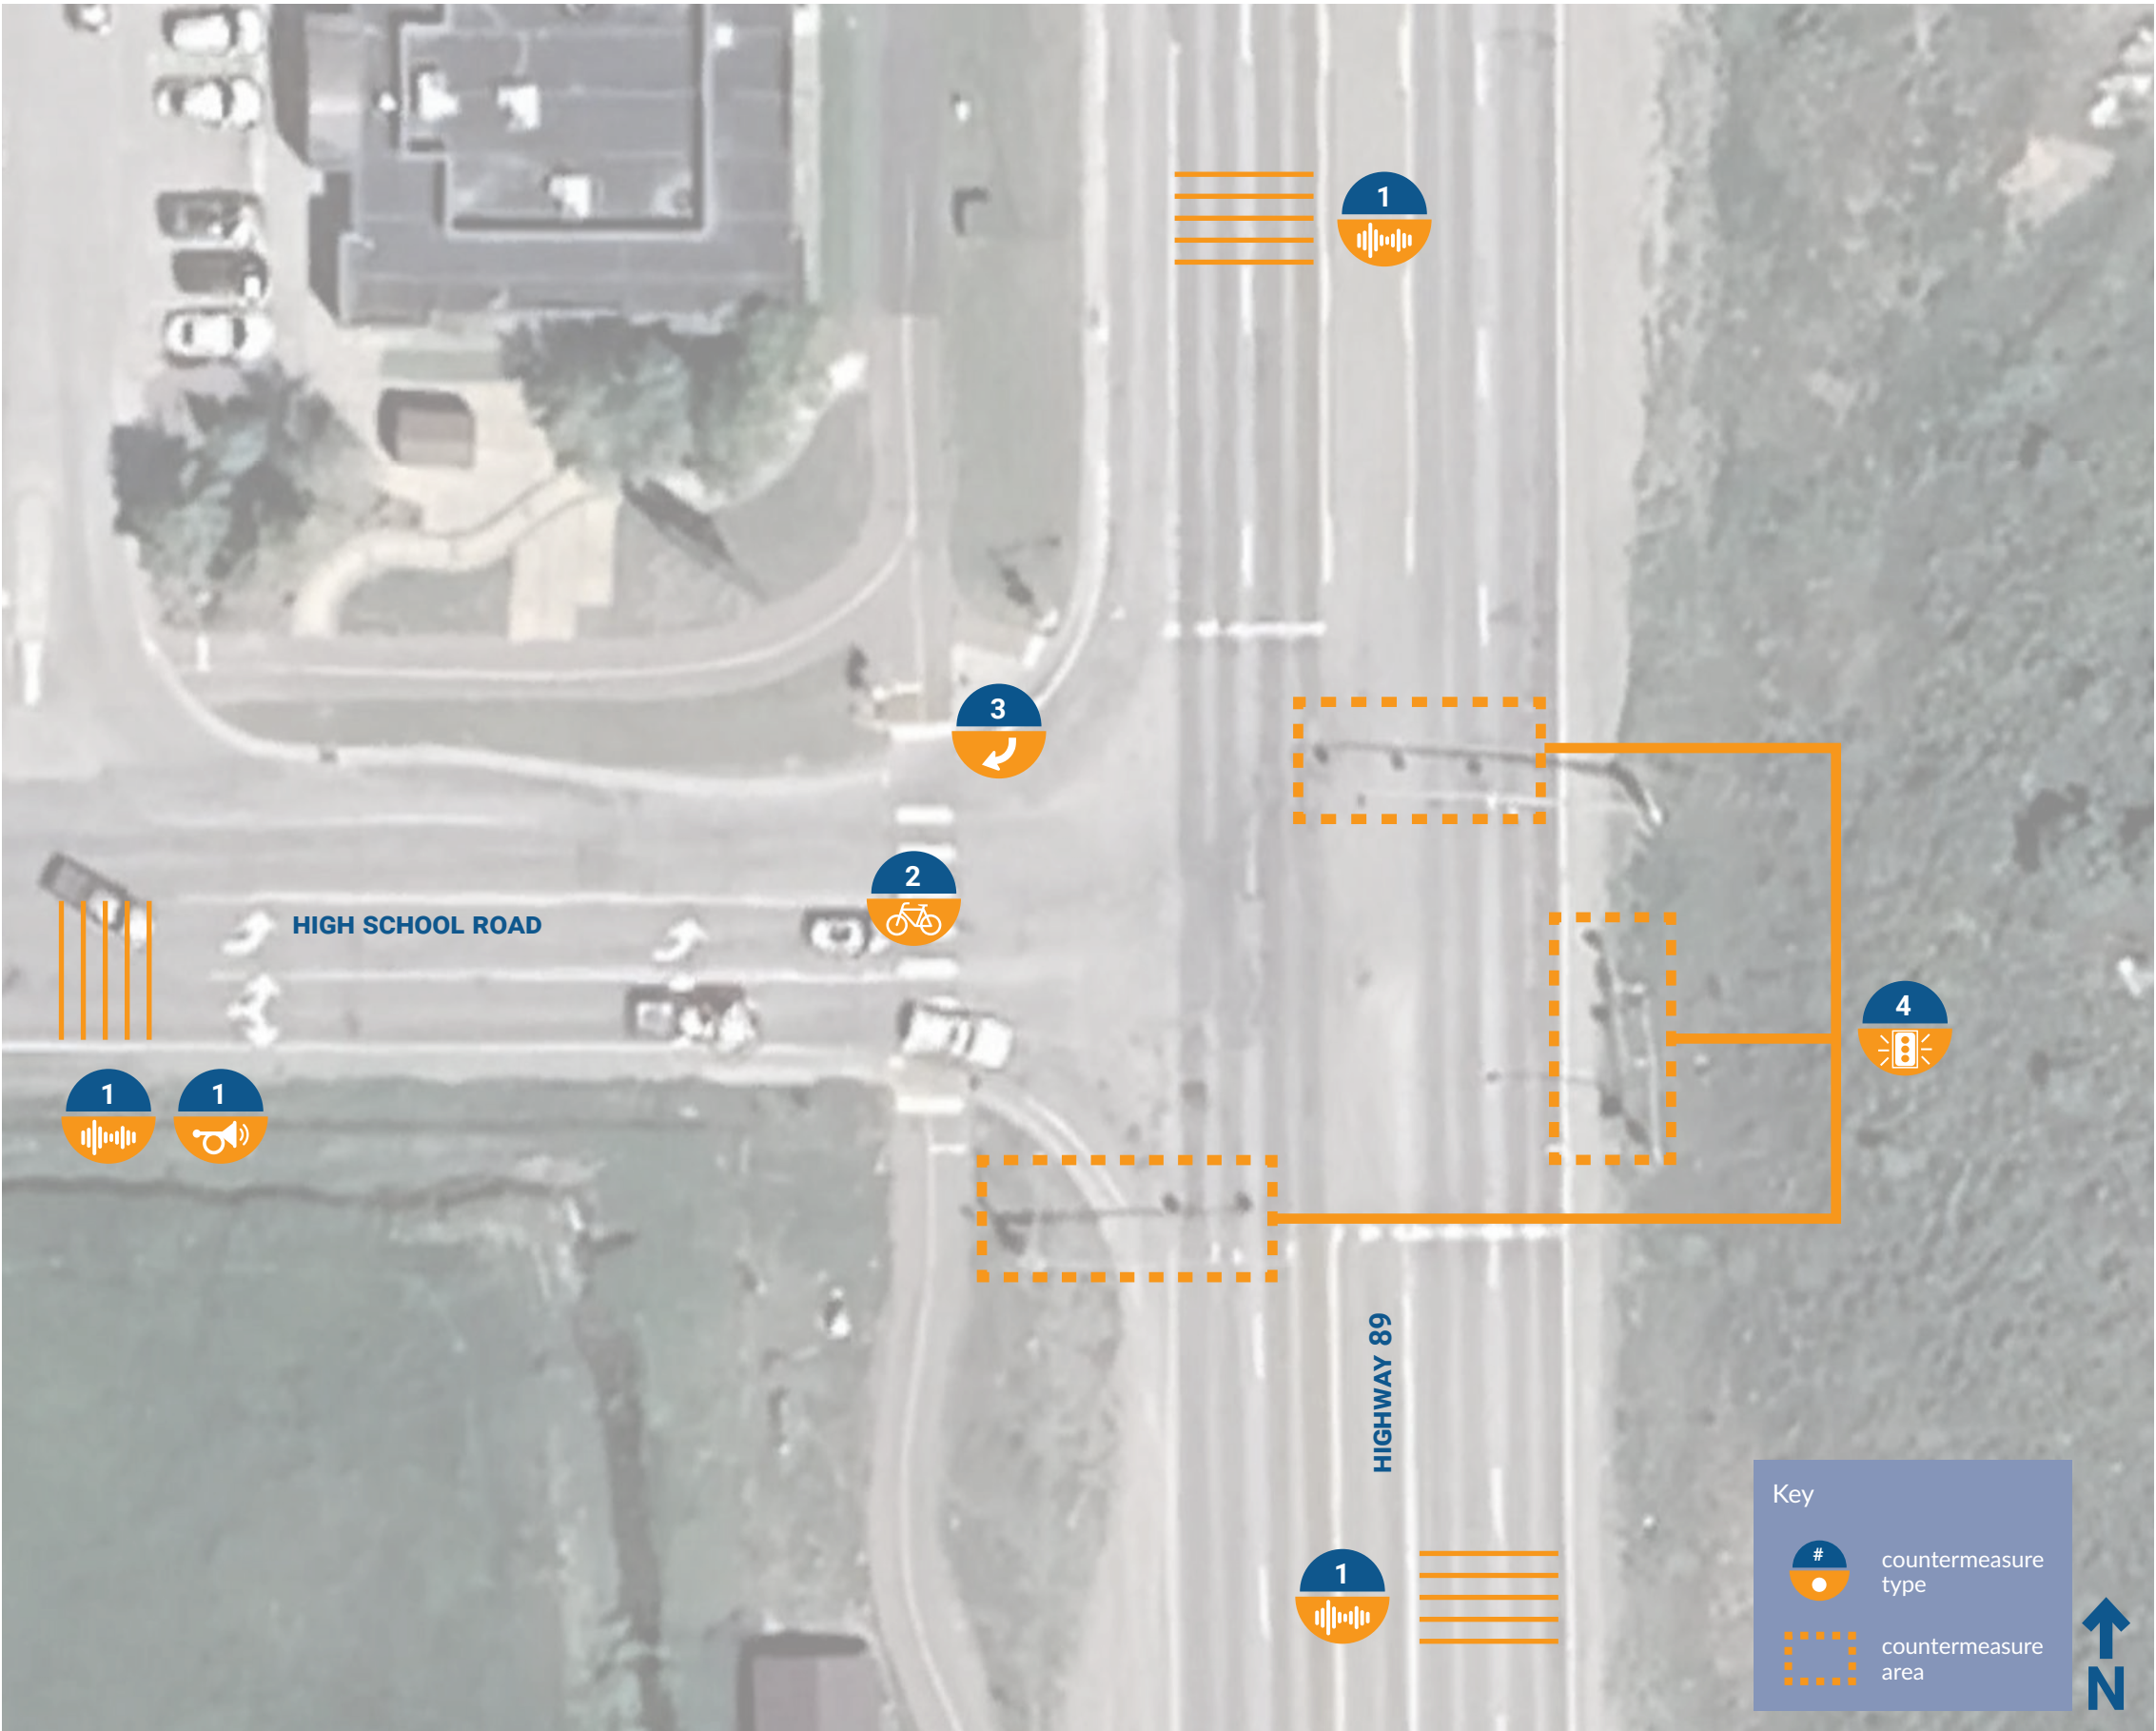 1
3
2
HIGH SCHOOL ROAD
4
1
1
HIGHWAY 89
1
Key
#
countermeasure
type
countermeasure
area
N